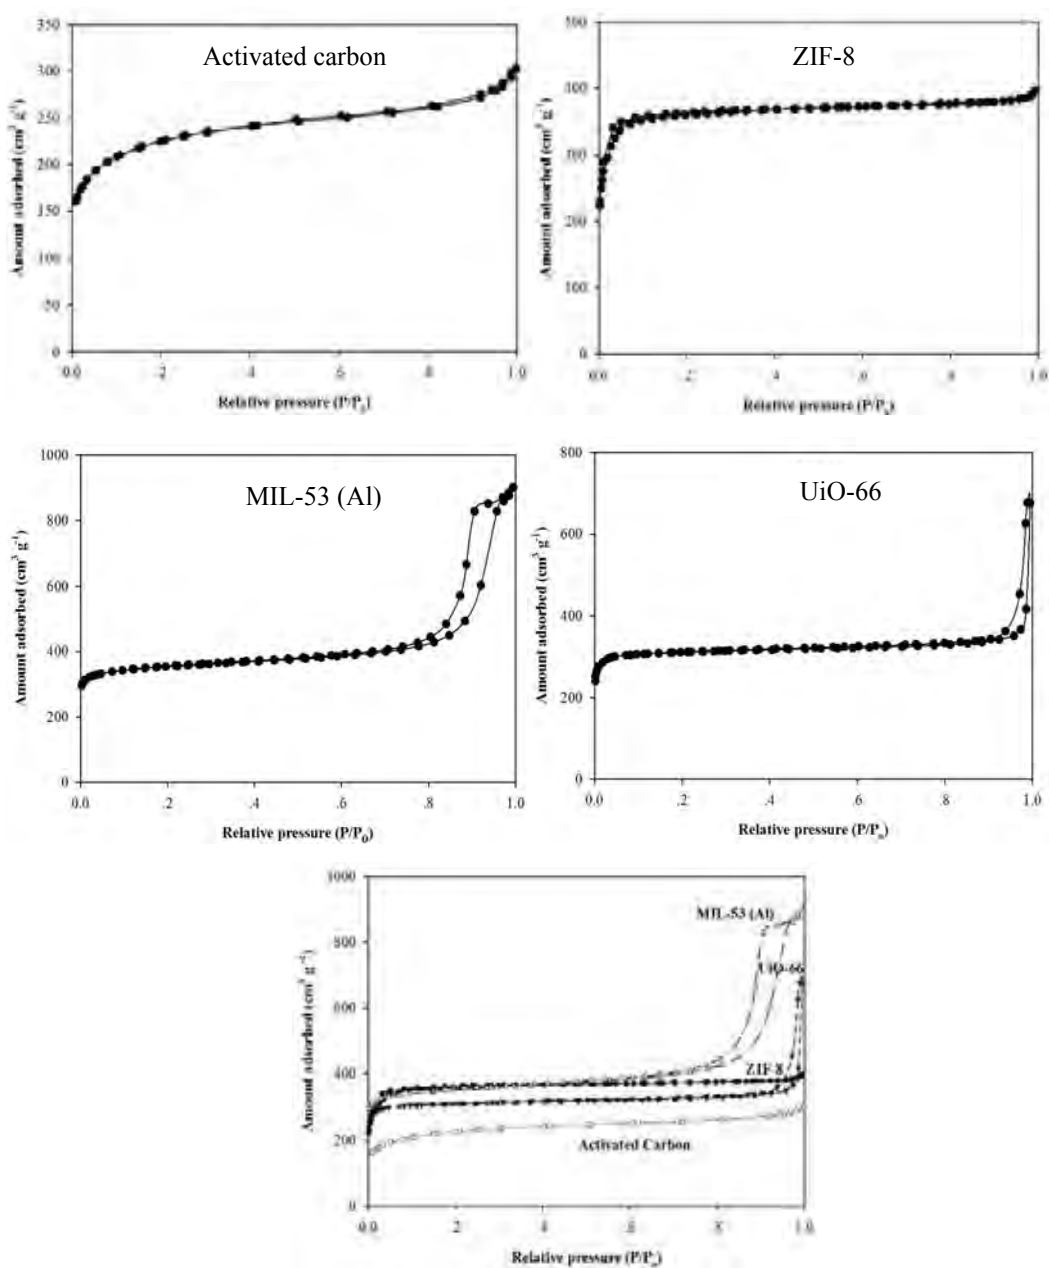 Activated carbon
350
300
250
200
150
100
50
0
0.0 .2 .4 .6 .8 1.0
Amount adsorbed (cm³ g⁻¹)
Relative pressure (P/P₀)
ZIF-8
0.0 .2 .4 .6 .8 1.0
Amount adsorbed (cm³ g⁻¹)
Relative pressure (P/P₀)
MIL-53 (Al)
1000
800
600
400
200
0
0.0 .2 .4 .6 .8 1.0
Amount adsorbed (cm³ g⁻¹)
Relative pressure (P/P₀)
UiO-66
800
600
400
200
0
0.0 .2 .4 .6 .8 1.0
Amount adsorbed (cm³ g⁻¹)
Relative pressure (P/P₀)
1000
800
600
400
200
0
0.0 .2 .4 .6 .8 1.0
MIL-53 (Al)
UiO-66
ZIF-8
Activated Carbon
Amount adsorbed (cm³ g⁻¹)
Relative pressure (P/P₀)